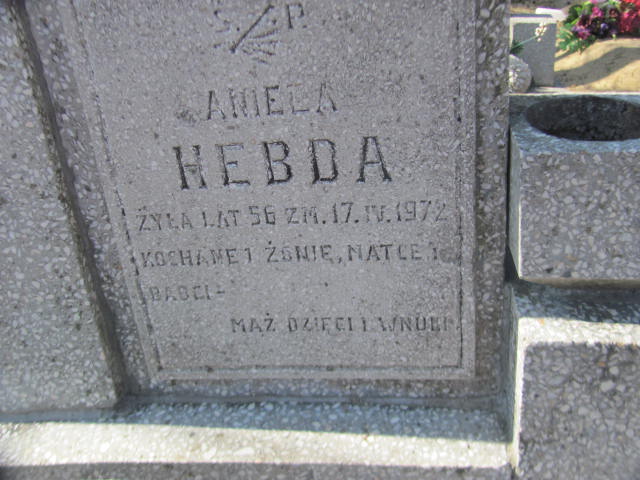 Ś. P.
ANIELA
HEBDA
ŻYŁA LAT 56 ZM. 17. IV. 1972
KOCHANEJ ŻONIE, MATCE I
BABCI-
MĄŻ DZIECI I WNUKI